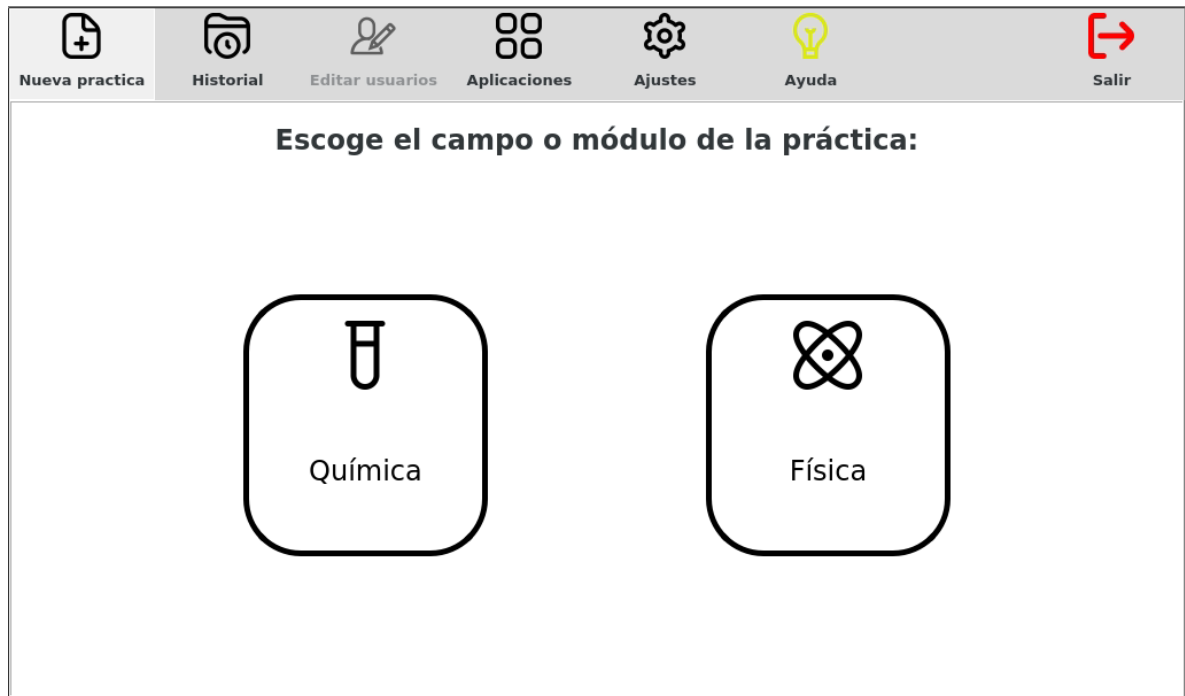 Nueva practica Historial Editar usuarios Aplicaciones Ajustes Ayuda Salir
Escoge el campo o módulo de la práctica:
Química Física